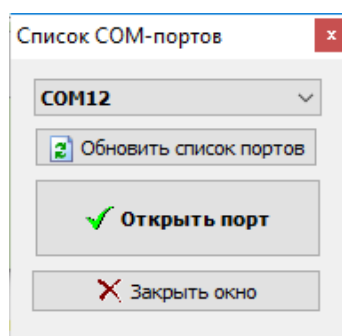 Список COM-портов
COM12
Обновить список портов
Открыть порт
Закрыть окно